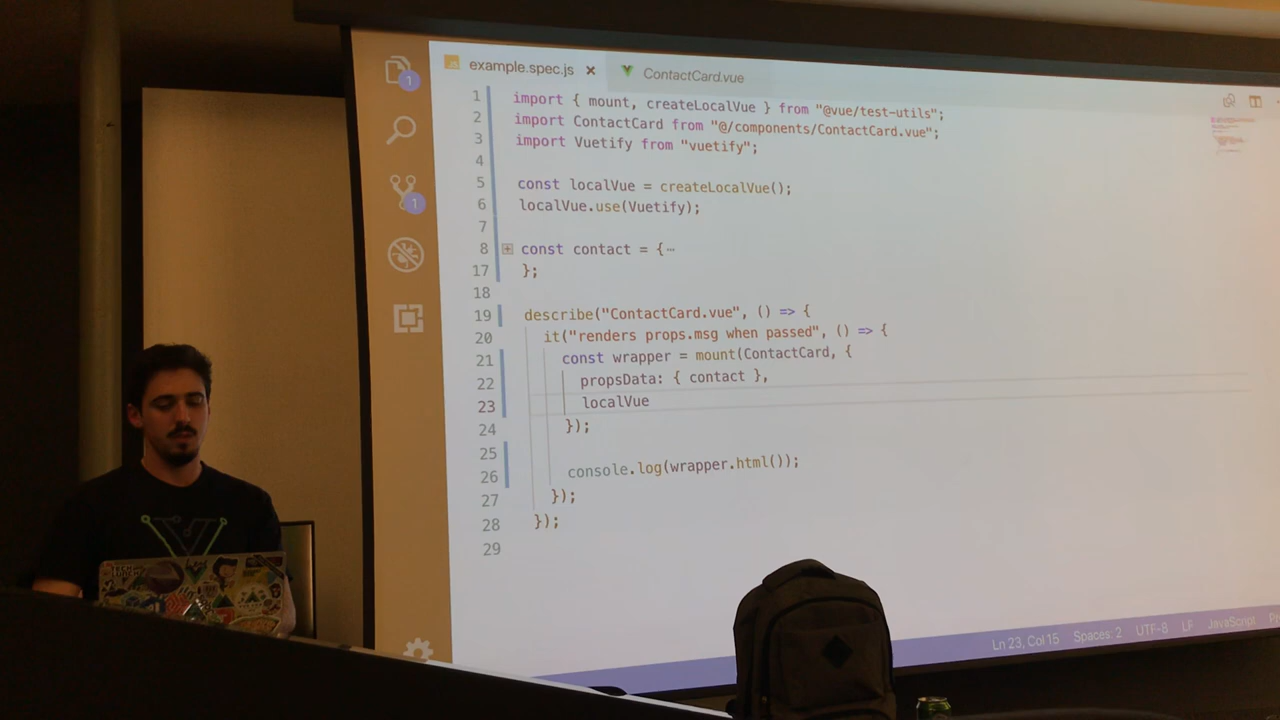 example.spec.js
ContactCard.vue
1 import { mount, createLocalVue } from "@vue/test-utils";
2 import ContactCard from "@/components/ContactCard.vue";
3 import Vuetify from "vuetify";
4
5 const localVue = createLocalVue();
6 localVue.use(Vuetify);
7
8 const contact = {…
17 };
18
19 describe("ContactCard.vue", () => {
20 it("renders props.msg when passed", () => {
21 const wrapper = mount(ContactCard, {
22 propsData: { contact },
23 localVue
24 });
25
26 console.log(wrapper.html());
27 });
28 });
29
1
1
Ln 23, Col 15 Spaces: 2 UTF-8 LF JavaScript